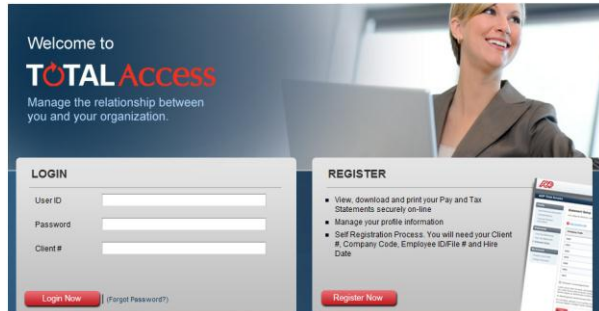 Welcome to
TOTAL Access
Manage the relationship between
you and your organization.
LOGIN
User ID
Password
Client #
Login Now
(Forgot Password?)
REGISTER
View, download and print your Pay and Tax
Statements securely on-line
Manage your profile information
Self Registration Process. You will need your Client
#, Company Code, Employee ID/File # and Hire
Date
Register Now
ADP